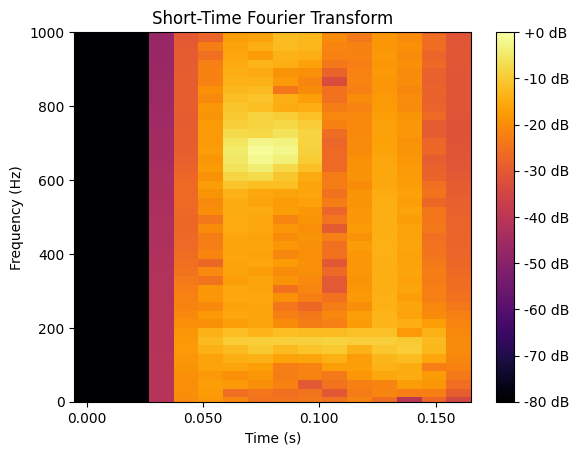 Short-Time Fourier Transform
Frequency (Hz)
1000
800
600
400
200
0
0.000
0.050
0.100
0.150
Time (s)
+0 dB
-10 dB
-20 dB
-30 dB
-40 dB
-50 dB
-60 dB
-70 dB
-80 dB